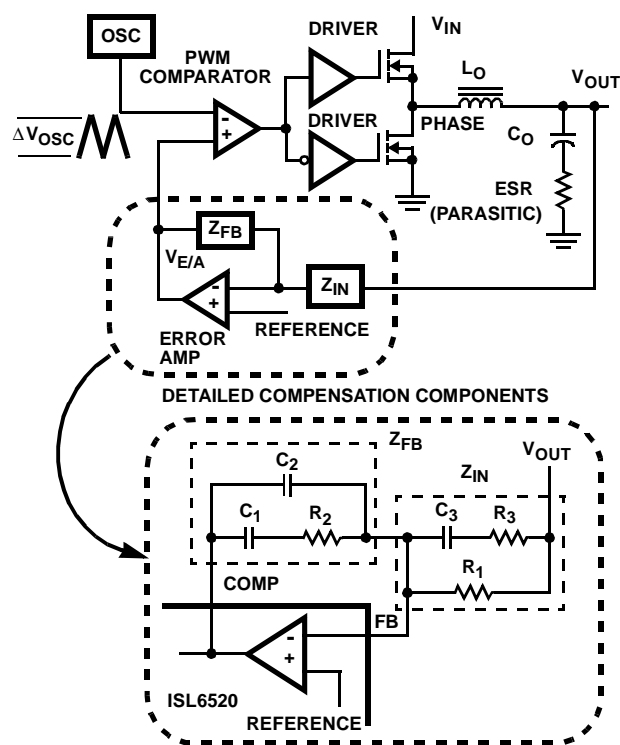 OSC
PWM
COMPARATOR
DRIVER
V_IN
L_O
V_OUT
ΔV_OSC
-
+
DRIVER
PHASE
C_O
ESR
(PARASITIC)
Z_FB
V_E/A
-
+
Z_IN
REFERENCE
ERROR
AMP
DETAILED COMPENSATION COMPONENTS
Z_FB
C_2
Z_IN
V_OUT
C_1
R_2
C_3
R_3
R_1
COMP
FB
-
+
ISL6520
REFERENCE